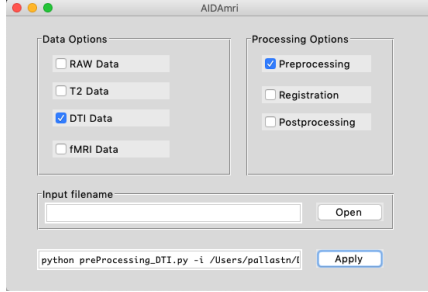 AIDAmri
Data Options
RAW Data
T2 Data
DTI Data
fMRI Data
Processing Options
Preprocessing
Registration
Postprocessing
Input filename
Open
python preProcessing_DTI.py -i /Users/pallastn/
Apply